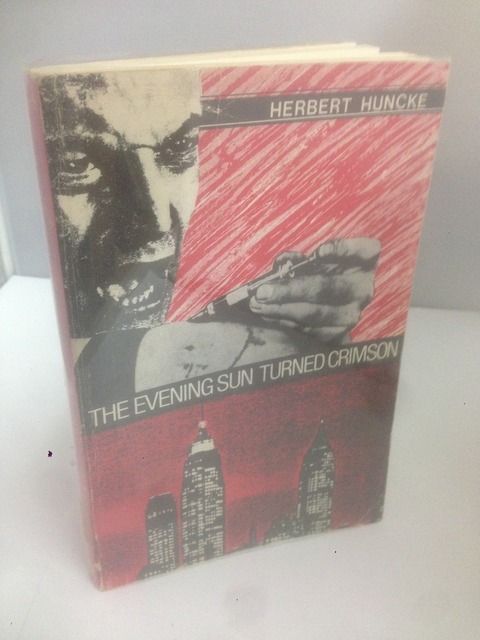 HERBERT HUNCKE
THE EVENING SUN TURNED CRIMSON